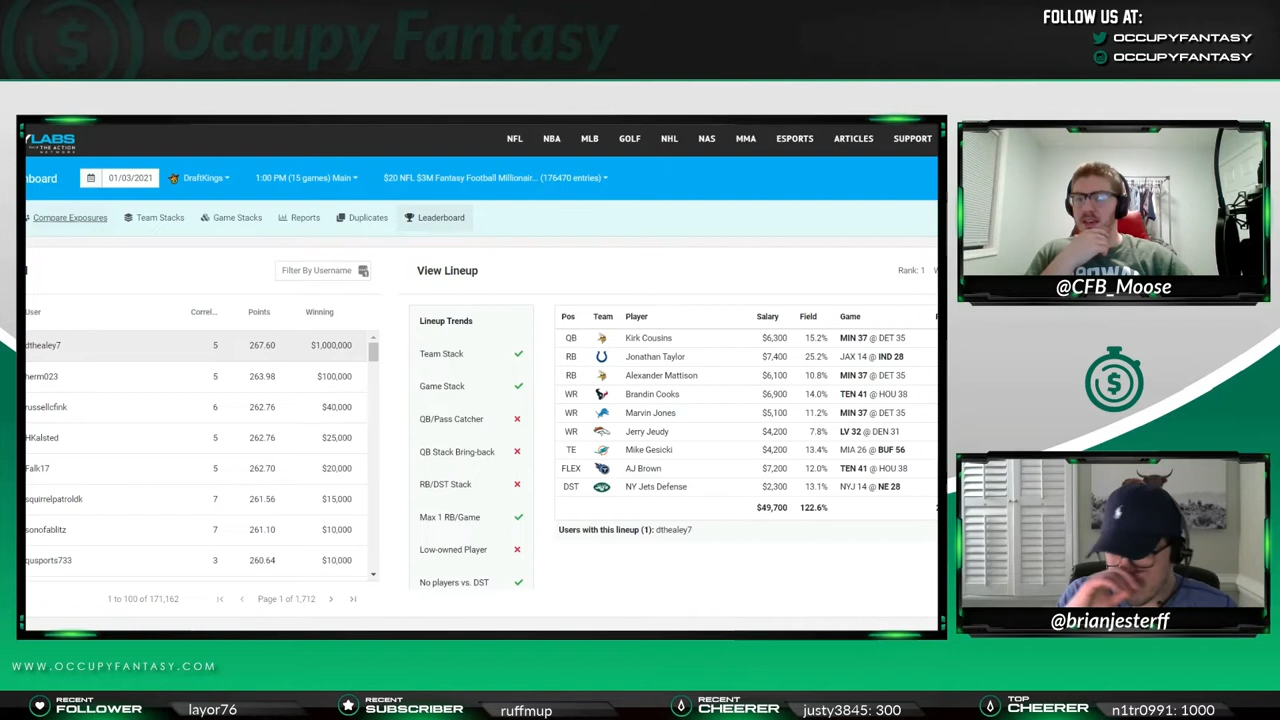 Occupy Fantasy
FOLLOW US AT:
OCCUPYFANTASY
OCCUPYFANTASY
LABS
THE ACTION
NETWORK
NFL NBA MLB GOLF NHL NAS MMA ESPORTS ARTICLES SUPPORT
hboard 01/03/2021 DraftKings 1:00 PM (15 games) Main $20 NFL $3M Fantasy Football Millionair... (176470 entries)
Compare Exposures Team Stacks Game Stacks Reports Duplicates Leaderboard
Filter By Username
View Lineup
Rank: 1
User Correl... Points Winning
dthealey7 5 267.60 $1,000,000
herm023 5 263.98 $100,000
russellcfink 6 262.76 $40,000
HKalsted 5 262.76 $25,000
Falk17 5 262.70 $20,000
squirrelpatroldk 7 261.56 $15,000
sonofablitz 7 261.10 $10,000
qusports733 3 260.64 $10,000
1 to 100 of 171,162 Page 1 of 1,712
Lineup Trends
Team Stack
Game Stack
QB/Pass Catcher
QB Stack Bring-back
RB/DST Stack
Max 1 RB/Game
Low-owned Player
No players vs. DST
Pos Team Player Salary Field Game
QB Kirk Cousins $6,300 15.2% MIN 37 @ DET 35
RB Jonathan Taylor $7,400 25.2% JAX 14 @ IND 28
RB Alexander Mattison $6,100 10.8% MIN 37 @ DET 35
WR Brandin Cooks $6,900 14.0% TEN 41 @ HOU 38
WR Marvin Jones $5,100 11.2% MIN 37 @ DET 35
WR Jerry Jeudy $4,200 7.8% LV 32 @ DEN 31
TE Mike Gesicki $4,200 13.4% MIA 26 @ BUF 56
FLEX AJ Brown $7,200 12.0% TEN 41 @ HOU 38
DST NY Jets Defense $2,300 13.1% NYJ 14 @ NE 28
$49,700 122.6%
Users with this lineup (1): dthealey7
@CFB_Moose
@brianjesterff
WWW.OCCUPYFANTASY.COM
RECENT FOLLOWER layor76
RECENT SUBSCRIBER ruffmup
RECENT CHEERER justy3845: 300
TOP CHEERER n1tr0991: 1000